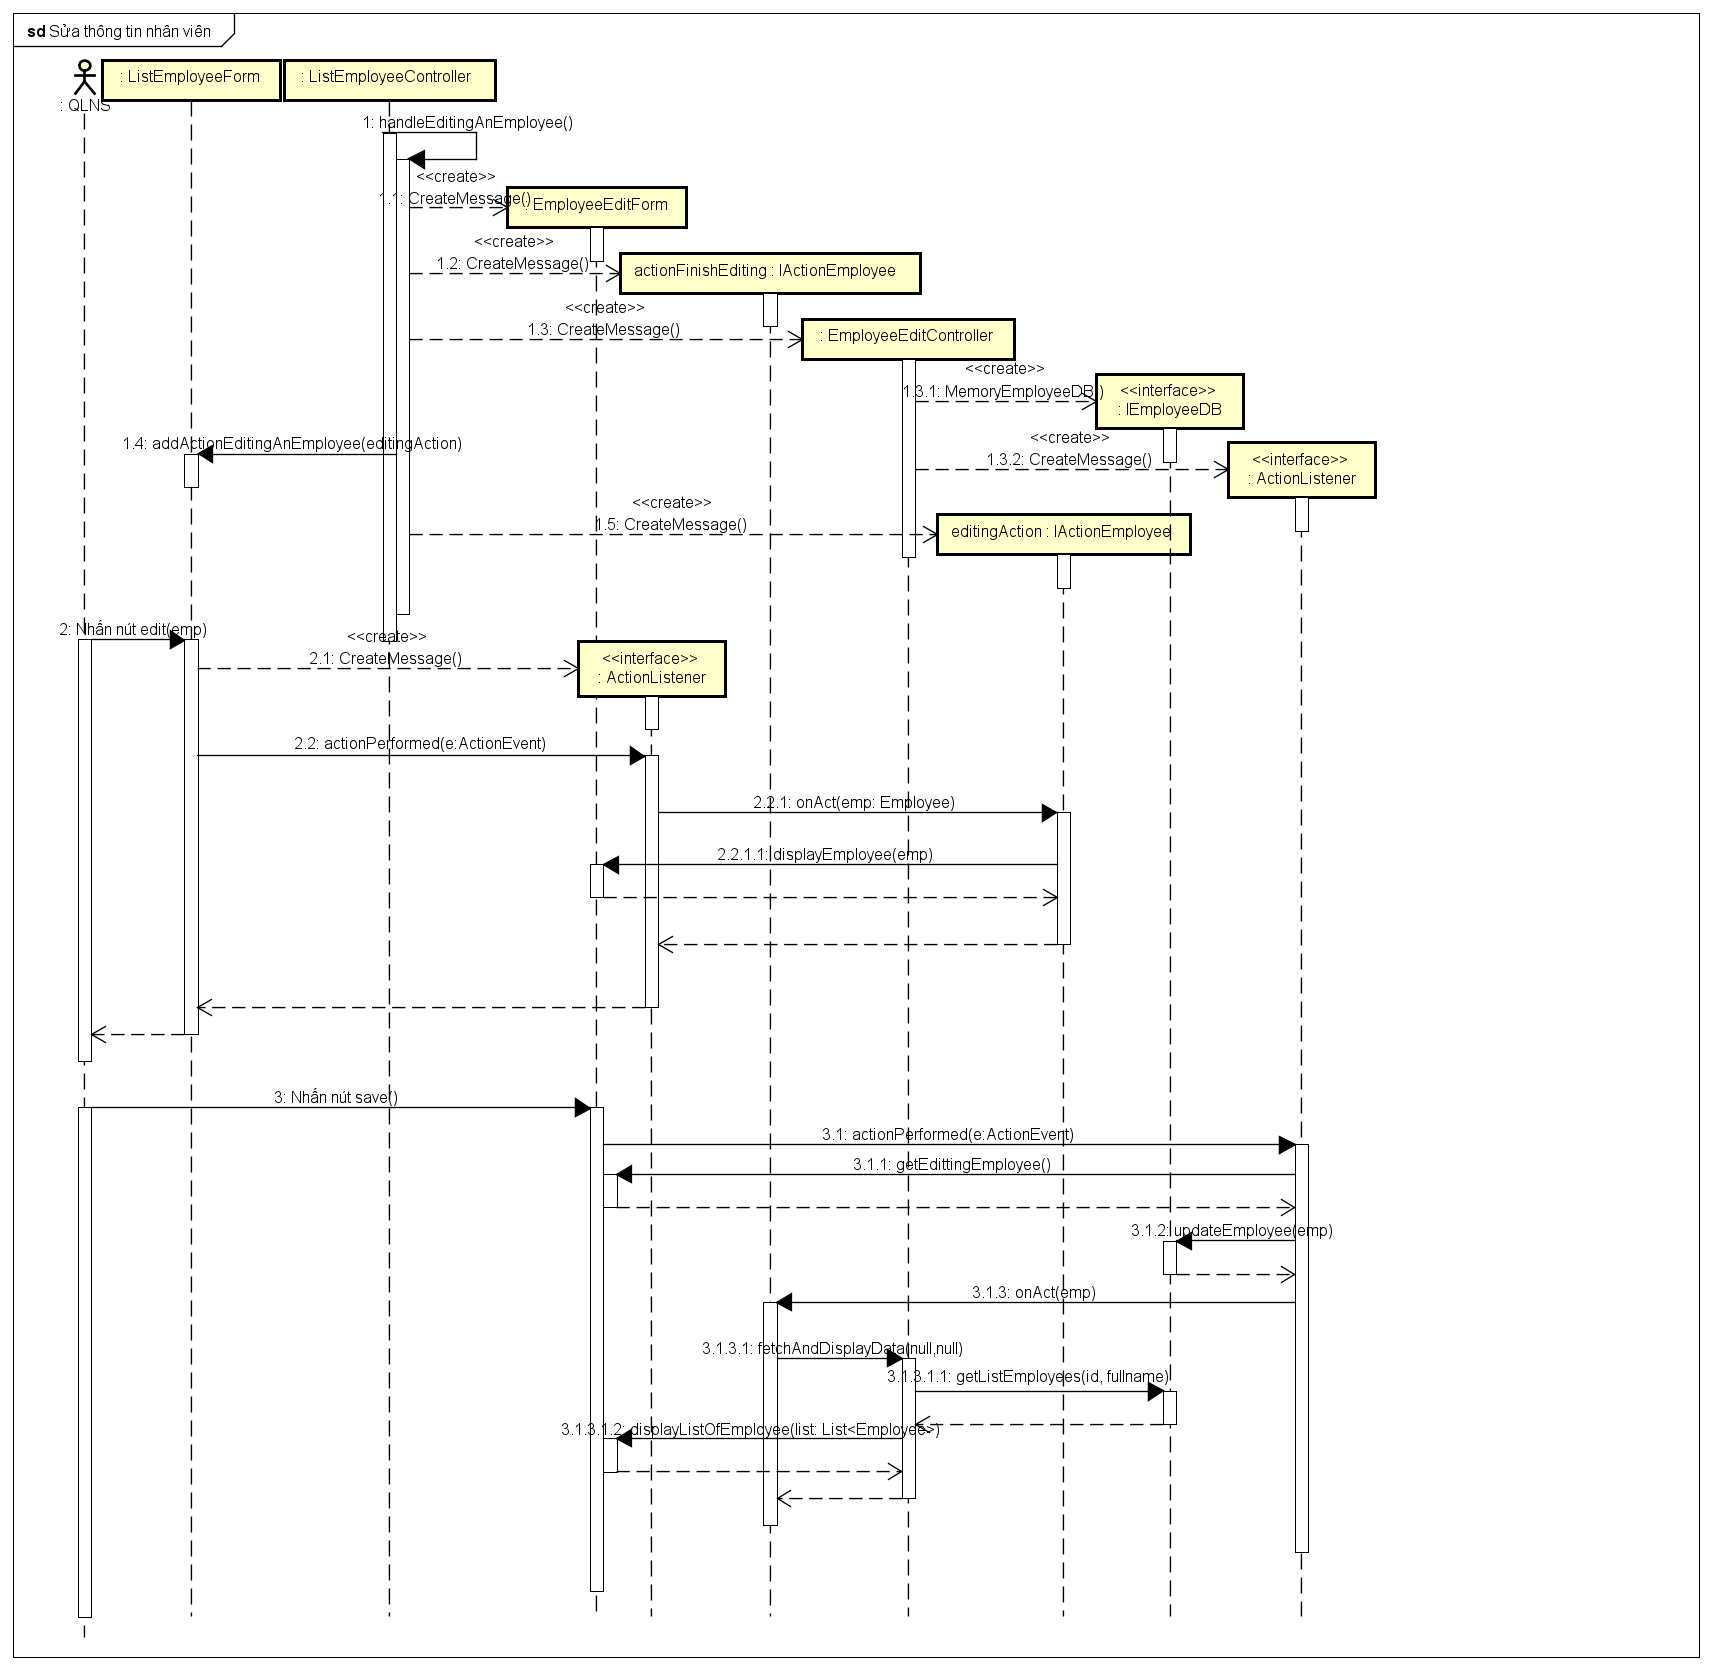 sd Sửa thông tin nhân viên
: QLNS
: ListEmployeeForm
: ListEmployeeController
1: handleEditingAnEmployee()
<<create>>
1.1: CreateMessage()
: EmployeeEditForm
<<create>>
1.2: CreateMessage()
actionFinishEditing : IActionEmployee
<<create>>
1.3: CreateMessage()
: EmployeeEditController
<<create>>
1.3.1: MemoryEmployeeDB()
<<interface>>
: IEmployeeDB
1.4: addActionEditingAnEmployee(editingAction)
<<create>>
1.3.2: CreateMessage()
<<interface>>
: ActionListener
<<create>>
1.5: CreateMessage()
editingAction : IActionEmployee
2: Nhấn nút edit(emp)
<<create>>
2.1: CreateMessage()
<<interface>>
: ActionListener
2.2: actionPerformed(e:ActionEvent)
2.2.1: onAct(emp: Employee)
2.2.1.1: displayEmployee(emp)
3: Nhấn nút save()
3.1: actionPerformed(e:ActionEvent)
3.1.1: getEdittingEmployee()
3.1.2: updateEmployee(emp)
3.1.3: onAct(emp)
3.1.3.1: fetchAndDisplayData(null,null)
3.1.3.1.1: getListEmployees(id, fullname)
3.1.3.1.2: displayListOfEmployee(list: List<Employee>)